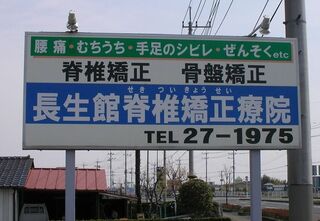 腰痛・むちうち・手足のシビレ・ぜんそくetc
脊椎矯正 骨盤矯正
せき つい きょう せい
長生館脊椎矯正療院
TEL 27-1975